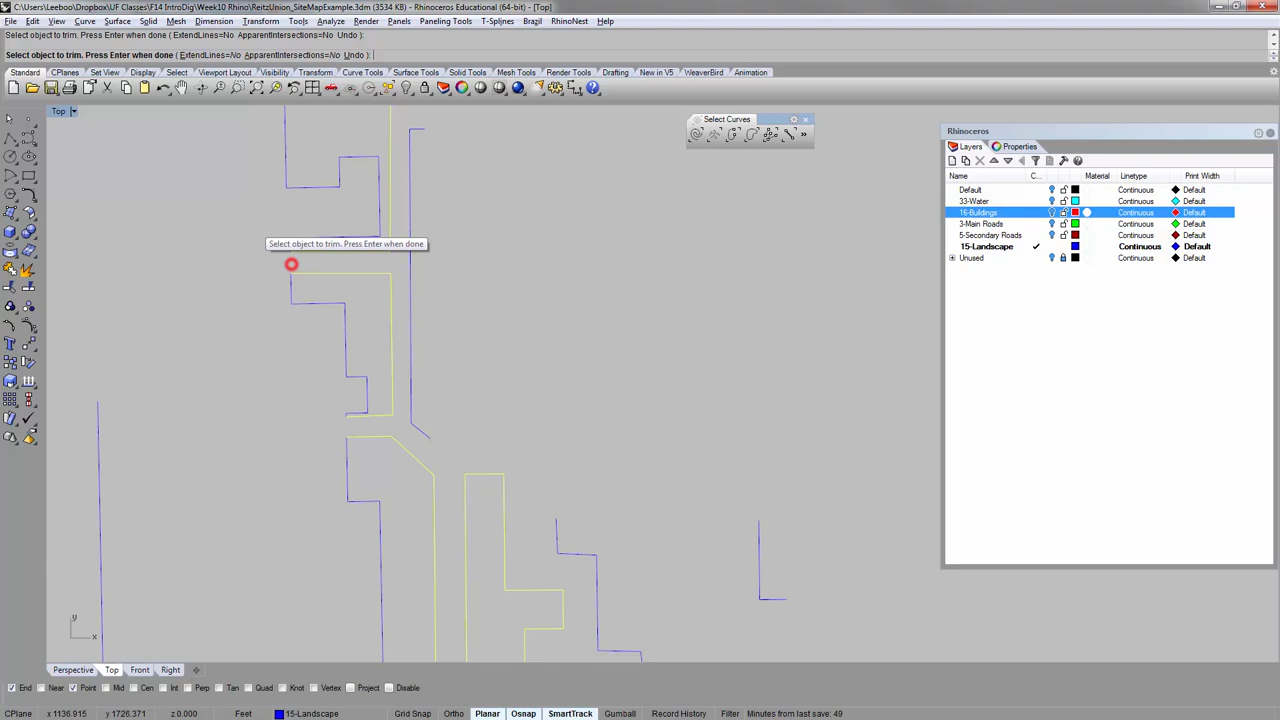 C:\Users\Leeboo\Dropbox\UF Classes\F14 IntroDig\Week10 Rhino\ReitzUnion_SiteMapExample.3dm (3534 KB) - Rhinoceros Educational (64-bit) - [Top]
File Edit View Curve Surface Solid Mesh Dimension Transform Tools Analyze Render Panels Paneling Tools T-Splines Brazil RhinoNest Help
Select object to trim. Press Enter when done ( ExtendLines=No ApparentIntersections=No Undo ):
Select object to trim. Press Enter when done ( ExtendLines=No ApparentIntersections=No Undo ):
Standard CPlanes Set View Display Select Viewport Layout Visibility Transform Curve Tools Surface Tools Solid Tools Mesh Tools Render Tools Drafting New in V5 WeaverBird Animation
Top
Select Curves
Rhinoceros
Layers Properties
Name C... Material Linetype Print Width
Default Continuous Default
33-Water Continuous Default
16-Buildings Continuous Default
3-Main Roads Continuous Default
5-Secondary Roads Continuous Default
15-Landscape Continuous Default
Unused Continuous Default
Select object to trim. Press Enter when done
y
x
Perspective Top Front Right
End Near Point Mid Cen Int Perp Tan Quad Knot Vertex Project Disable
CPlane x 1136.915 y 1726.371 z 0.000 Feet 15-Landscape Grid Snap Ortho Planar Osnap SmartTrack Gumball Record History Filter Minutes from last save: 49